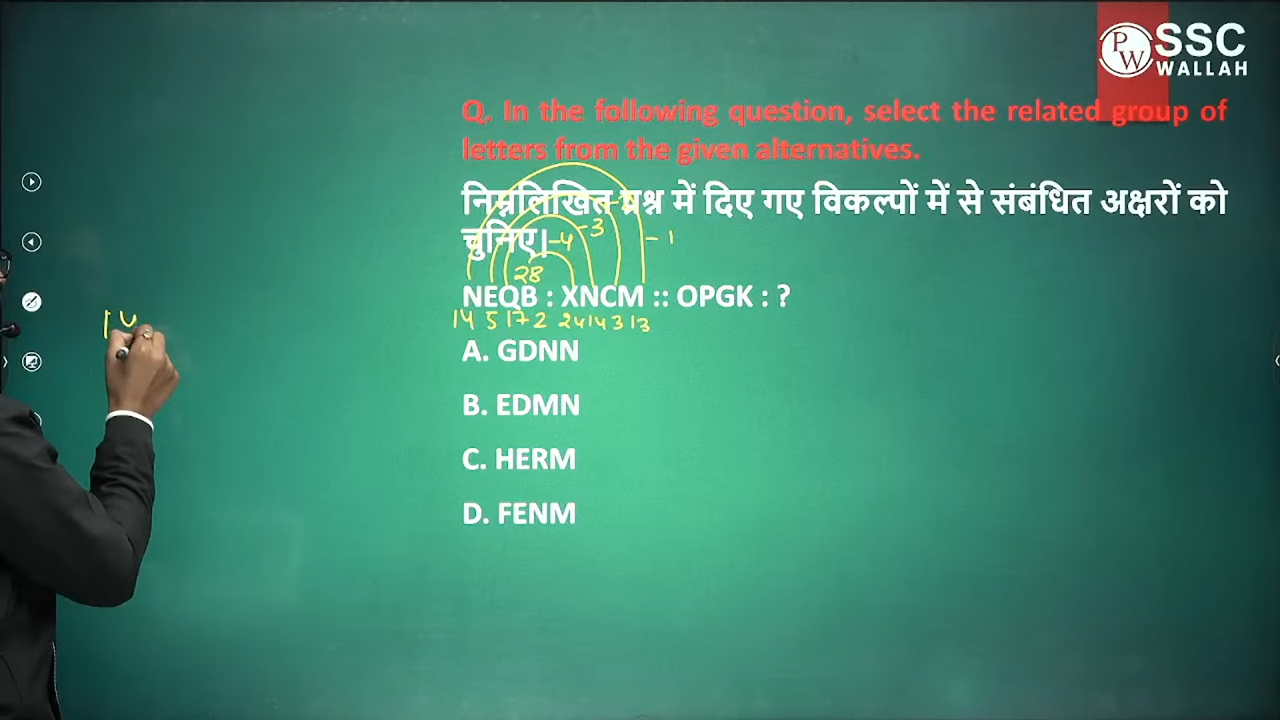 PW SSC
WALLAH
Q. In the following question, select the related group of
letters from the given alternatives.
निम्नलिखित प्रश्न में दिए गए विकल्पों में से संबंधित अक्षरों को
चुनिए।
-4 -3 -1
28
NEQB : XNCM :: OPGK : ?
14 5 17 2 24 14 3 13
14
A. GDNN
B. EDMN
C. HERM
D. FENM